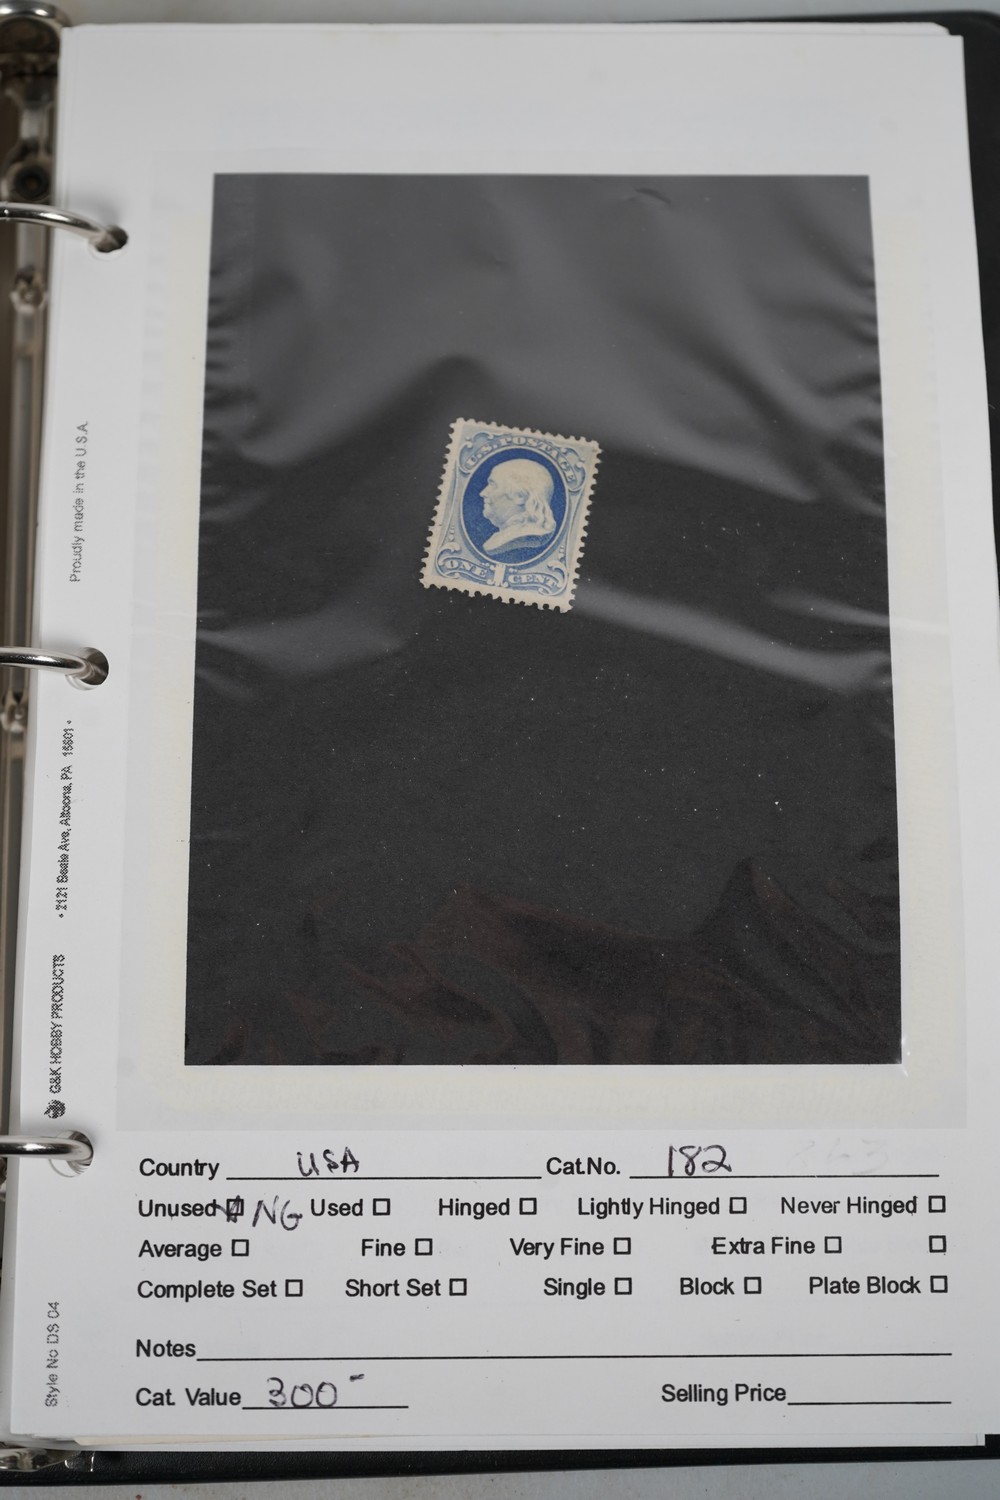 U.S. POSTAGE
ONE 1 CENT
Country USA Cat.No. 182
Unused NG Used Hinged Lightly Hinged Never Hinged
Average Fine Very Fine Extra Fine
Complete Set Short Set Single Block Plate Block
Notes
Cat. Value 300- Selling Price
Proudly made in the U.S.A.
• 2121 Beale Ave, Altoona, PA 16601 •
G&K HOBBY PRODUCTS
Style No DS 04